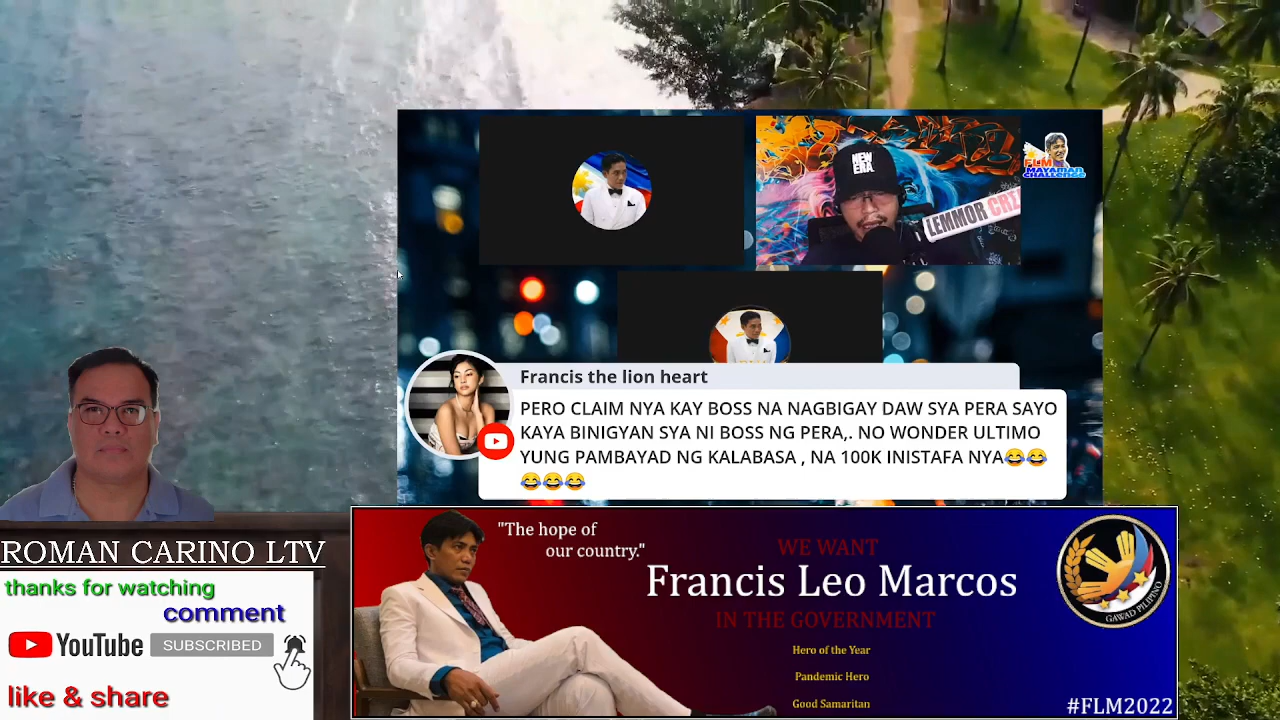 NEW
ERA
LEMMOR CRE
FLM
MAYAMAN
CHALLENGE
Francis the lion heart
PERO CLAIM NYA KAY BOSS NA NAGBIGAY DAW SYA PERA SAYO
KAYA BINIGYAN SYA NI BOSS NG PERA,. NO WONDER ULTIMO
YUNG PAMBAYAD NG KALABASA , NA 100K INISTAFA NYA😂😂
😂😂😂
ROMAN CARINO LTV
thanks for watching
comment
YouTube SUBSCRIBED
like & share
"The hope of
our country."
WE WANT
Francis Leo Marcos
IN THE GOVERNMENT
Hero of the Year
Pandemic Hero
Good Samaritan
GAWAD PILIPINO
#FLM2022